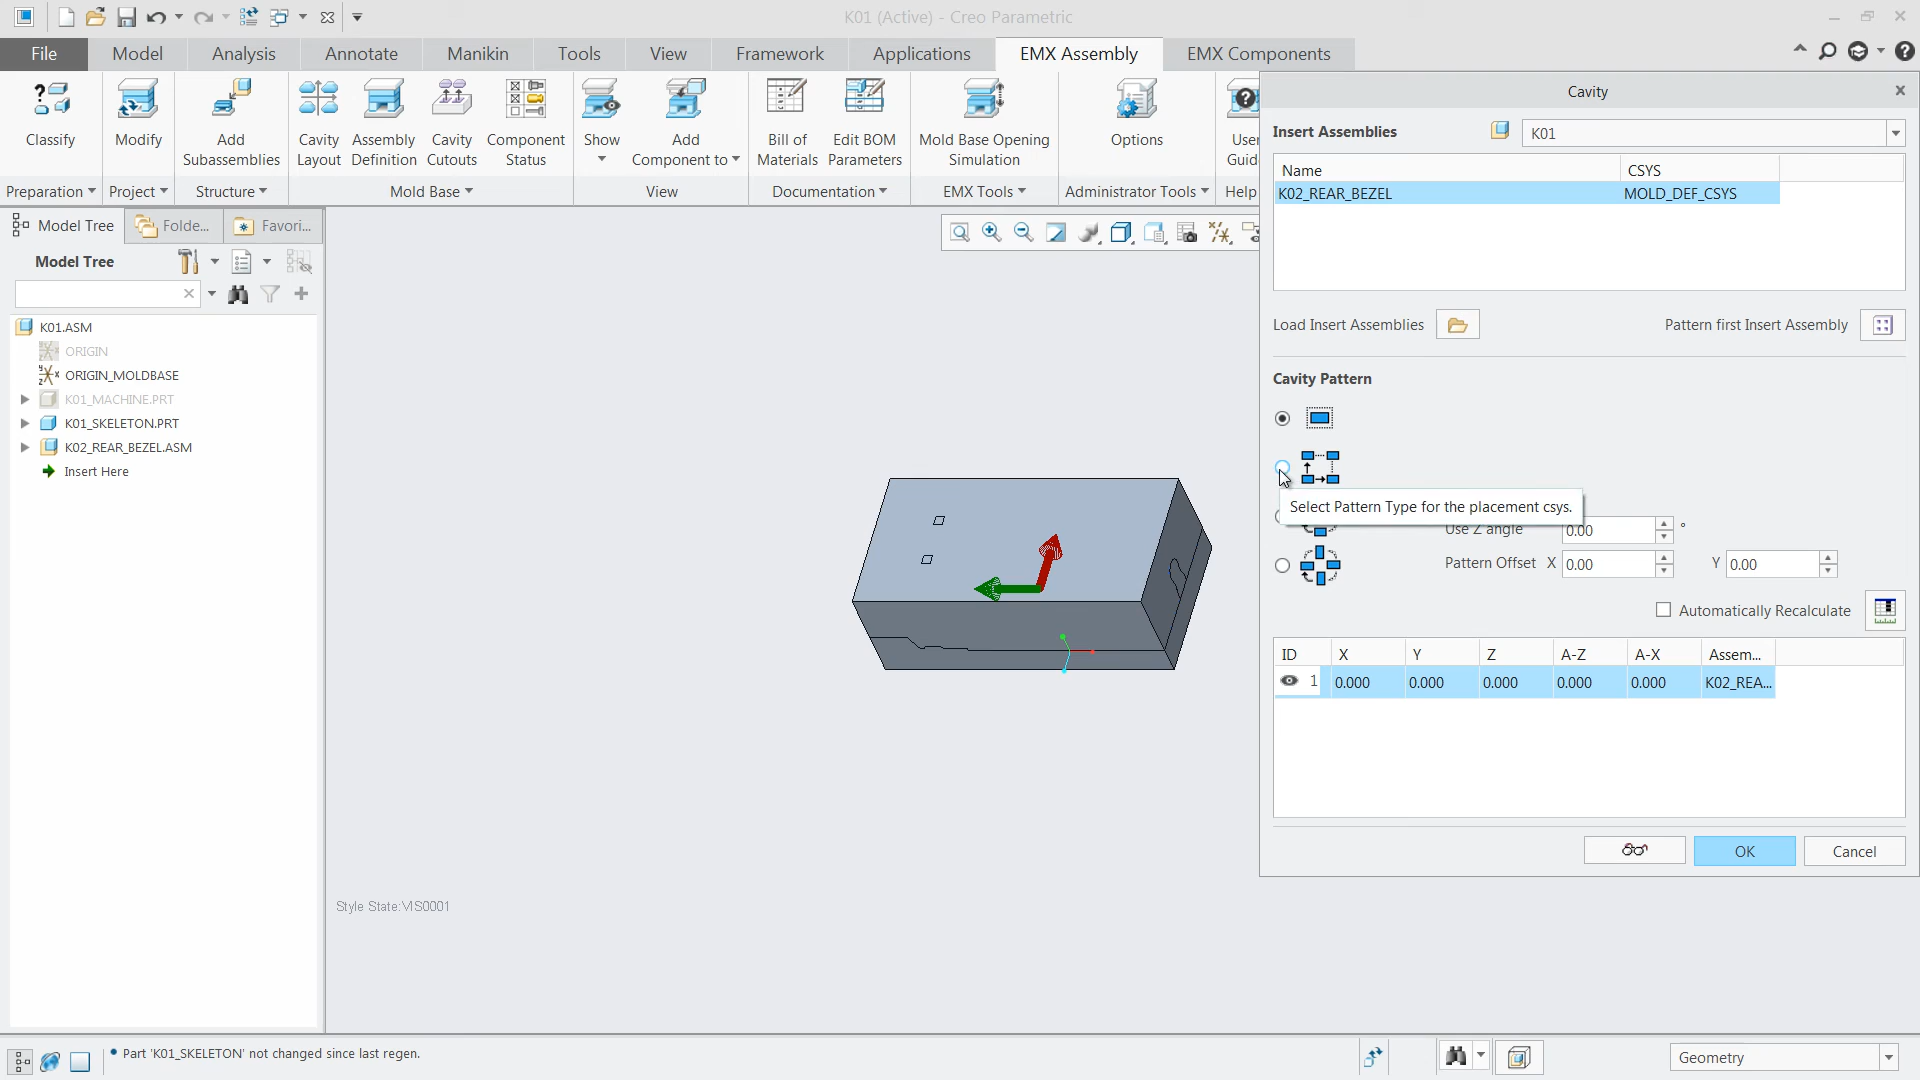 K01 (Active) - Creo Parametric
File
Model
Analysis
Annotate
Manikin
Tools
View
Framework
Applications
EMX Assembly
EMX Components
Classify
Modify
Add
Subassemblies
Cavity
Layout
Assembly
Definition
Cavity
Cutouts
Component
Status
Show
Add
Component to
Bill of
Materials
Edit BOM
Parameters
Mold Base Opening
Simulation
Options
Preparation
Project
Structure
Mold Base
View
Documentation
EMX Tools
Administrator Tools
Help
Model Tree
Folde...
Favori...
Model Tree
K01.ASM
ORIGIN
ORIGIN_MOLDBASE
K01_MACHINE.PRT
K01_SKELETON.PRT
K02_REAR_BEZEL.ASM
Insert Here
Style State:VIS0001
Cavity
Insert Assemblies
K01
Name
CSYS
K02_REAR_BEZEL
MOLD_DEF_CSYS
Load Insert Assemblies
Pattern first Insert Assembly
Cavity Pattern
Select Pattern Type for the placement csys.
Use Z angle
0.00
°
Pattern Offset X
0.00
Y
0.00
Automatically Recalculate
ID X Y Z A-Z A-X Assem...
1 0.000 0.000 0.000 0.000 0.000 K02_REA...
OK
Cancel
Part 'K01_SKELETON' not changed since last regen.
Geometry